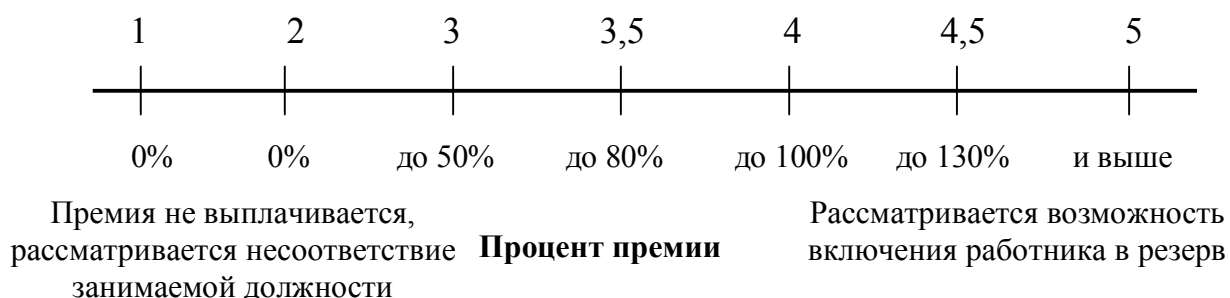 1 2 3 3,5 4 4,5 5
0% 0% до 50% до 80% до 100% до 130% и выше
Премия не выплачивается,
рассматривается несоответствие
занимаемой должности
Процент премии
Рассматривается возможность
включения работника в резерв